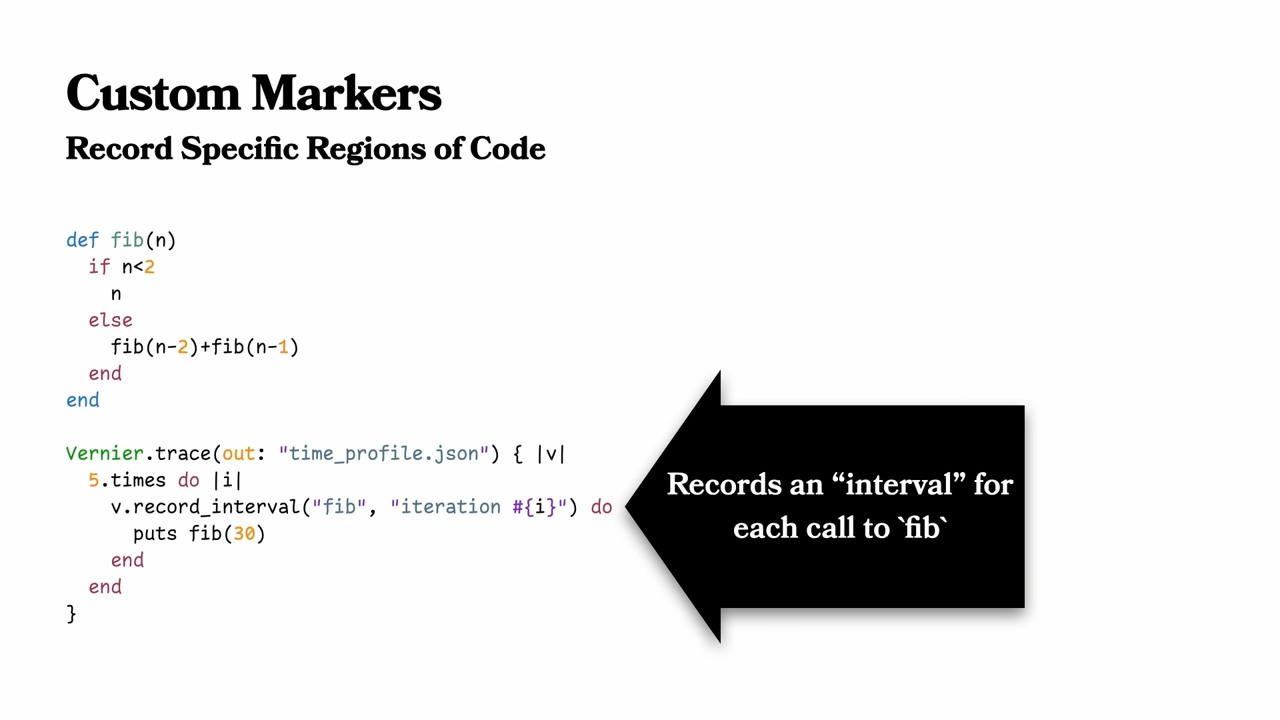 Custom Markers
Record Specific Regions of Code
def fib(n)
  if n<2
    n
  else
    fib(n-2)+fib(n-1)
  end
end
Vernier.trace(out: "time_profile.json") { |v|
  5.times do |i|
    v.record_interval("fib", "iteration #{i}") do
      puts fib(30)
    end
  end
}
Records an “interval” for
each call to `fib`